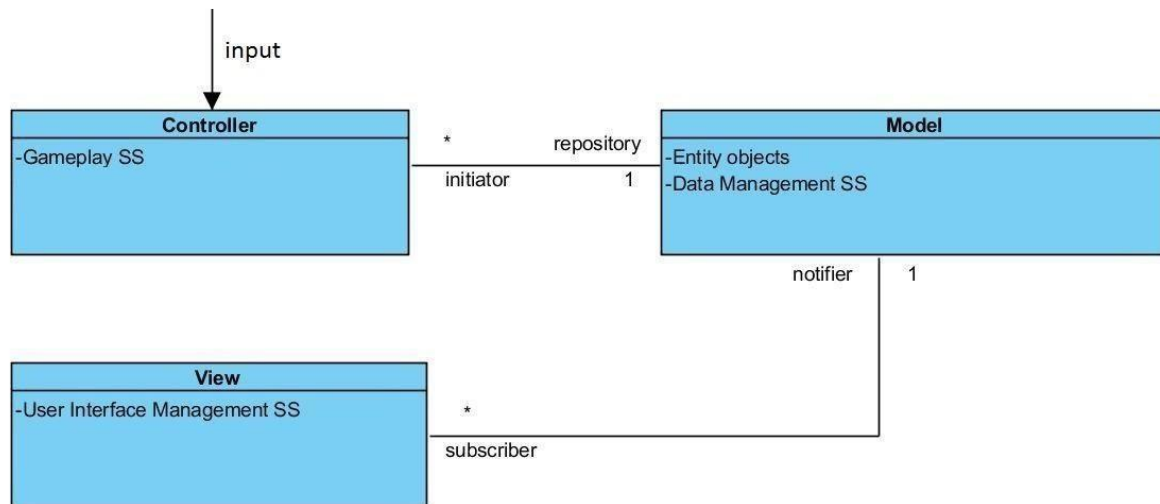 input
Controller
-Gameplay SS
*
initiator
repository
1
Model
-Entity objects
-Data Management SS
notifier
1
View
-User Interface Management SS
*
subscriber